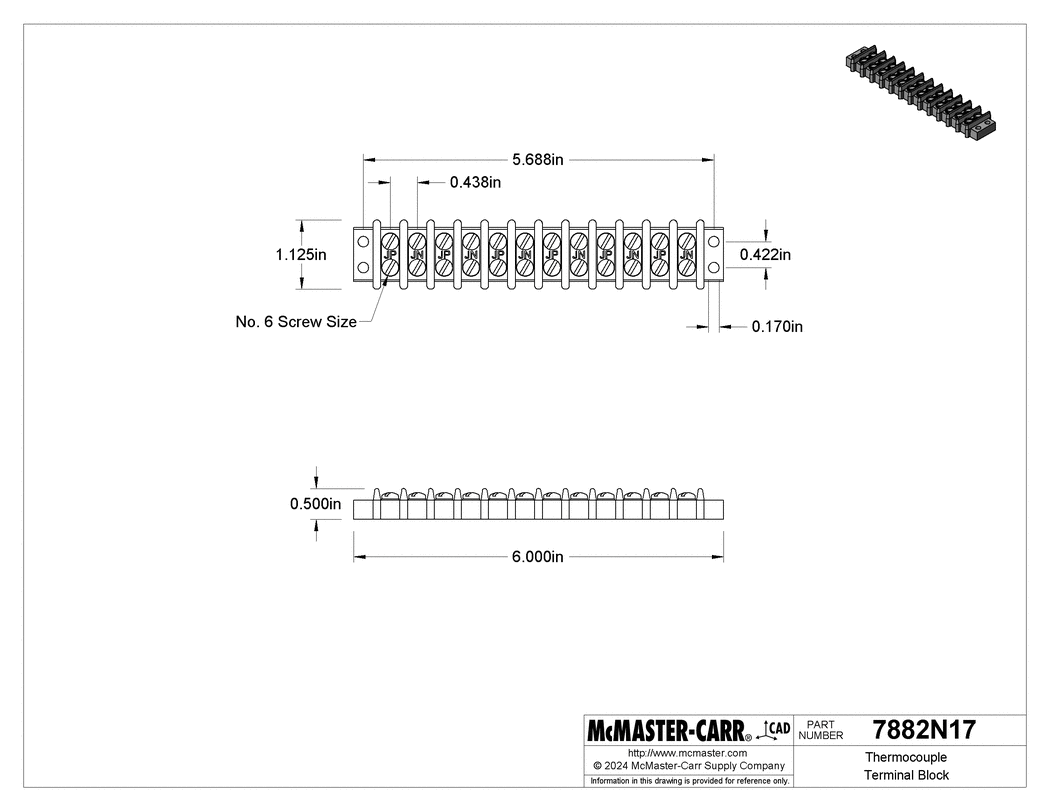 5.688in
0.438in
1.125in
JP JN JP JN JP JN JP JN JP JN JP JN
0.422in
No. 6 Screw Size
0.170in
0.500in
6.000in
McMASTER-CARR® CAD
PART
NUMBER
7882N17
http://www.mcmaster.com
© 2024 McMaster-Carr Supply Company
Information in this drawing is provided for reference only.
Thermocouple
Terminal Block